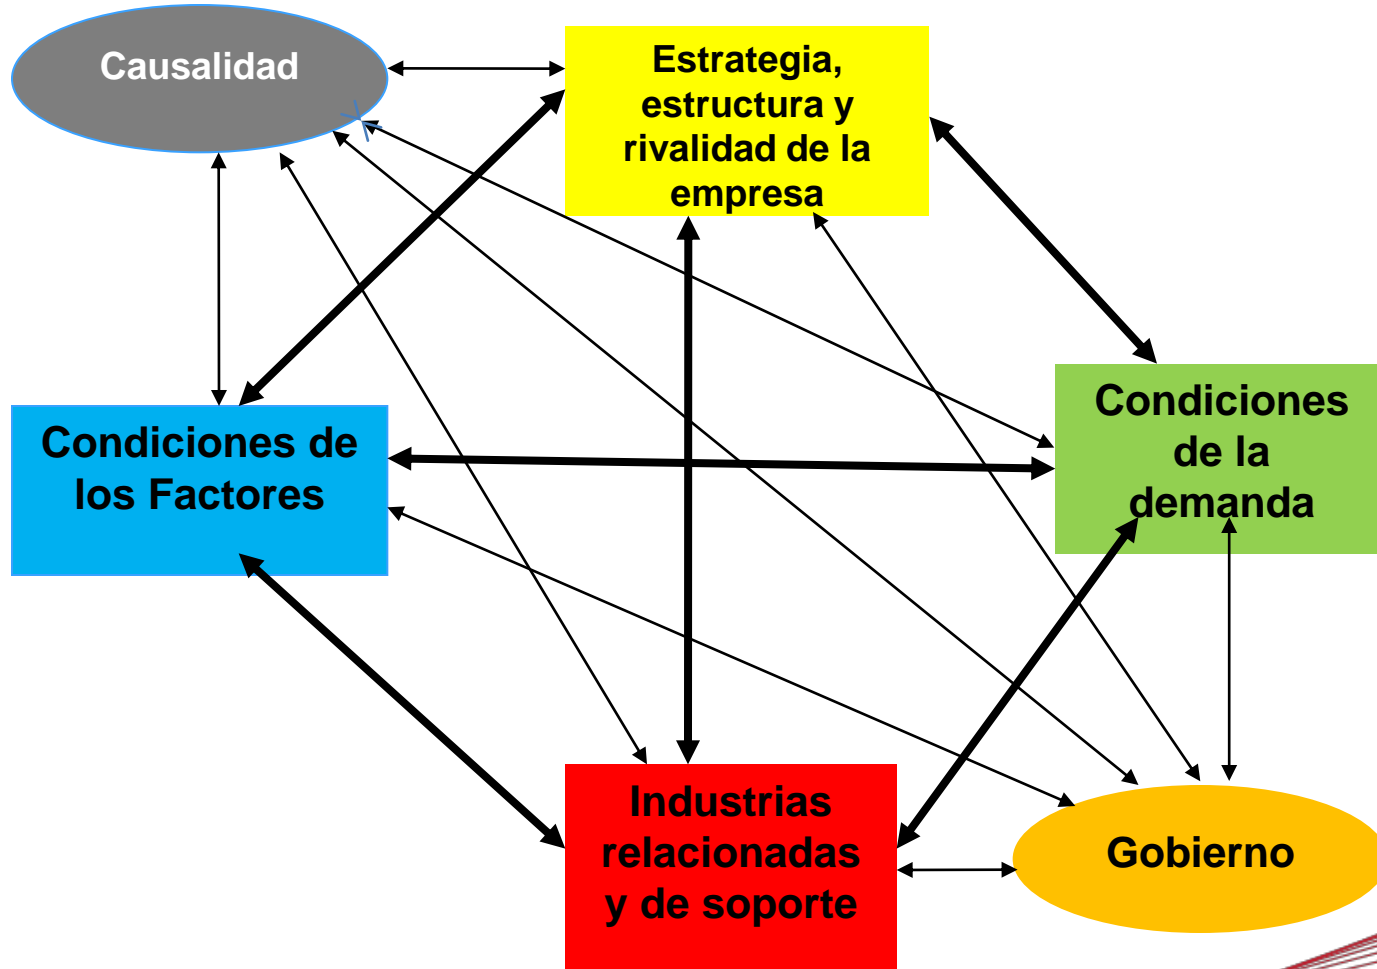 Causalidad
Estrategia,
estructura y
rivalidad de la
empresa
Condiciones de
los Factores
Condiciones
de la
demanda
Industrias
relacionadas
y de soporte
Gobierno